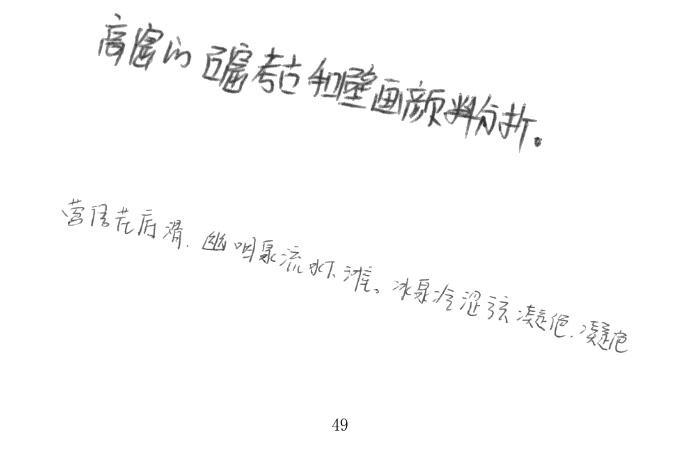 高窟的石窟考古和壁画颜料分析。
莺语花底滑,幽咽泉流水下滩。冰泉冷涩弦凝绝,凝绝
49